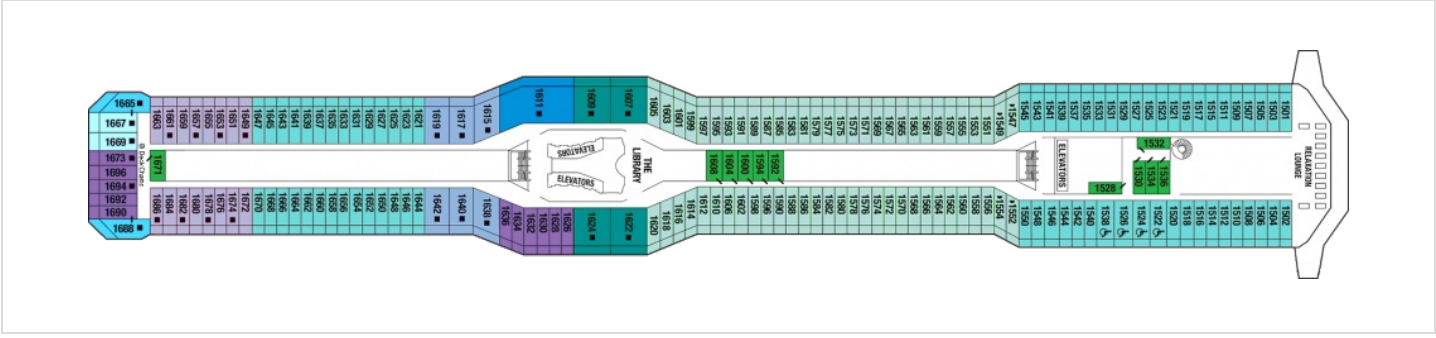 1665
1667
1669
1673
1696
1694
1692
1690
1688
Deck Chairs
1671
1663 1661 1655 1653 1651 1649 1647 1645 1643 1641 1639 1637 1635 1633 1631 1629 1627 1625 1623 1621 1619 1617 1615
1611 1609 1607
1605 1603 1601 1599 1597 1595 1593 1591 1589 1587 1585 1583 1581 1579 1577 1575 1573 1571 1569 1567 1565 1563 1561 1559 1557 1555 1553 1551 1549 1547
1545 1543 1541 1539 1537 1535 1533 1531 1529 1527 1525 1523 1521 1519 1517 1515 1511 1509 1507 1505 1503 1501
ELEVATORS
ELEVATORS
THE
LIBRARY
1608 1604 1600 1594 1592
ELEVATORS
1532
1530 1534 1536
1528
RELAXATION
LOUNGE
1686 1684 1682 1680 1678 1676 1674 1672 1670 1668 1666 1664 1662 1660 1658 1656 1654 1652 1650 1648 1646 1644 1642 1640
1636 1634 1632 1630 1628 1626 1624 1622
1620 1618 1616 1614 1612 1610 1602 1598 1596 1590 1588 1586 1584 1582 1580 1578 1576 1574 1572 1570 1568 1566 1564 1562 1560 1558 1556 1554 1552
1550 1548 1546 1544 1542 1540 1538 1526 1524 1522 1520 1518 1516 1514 1512 1510 1508 1506 1504 1502